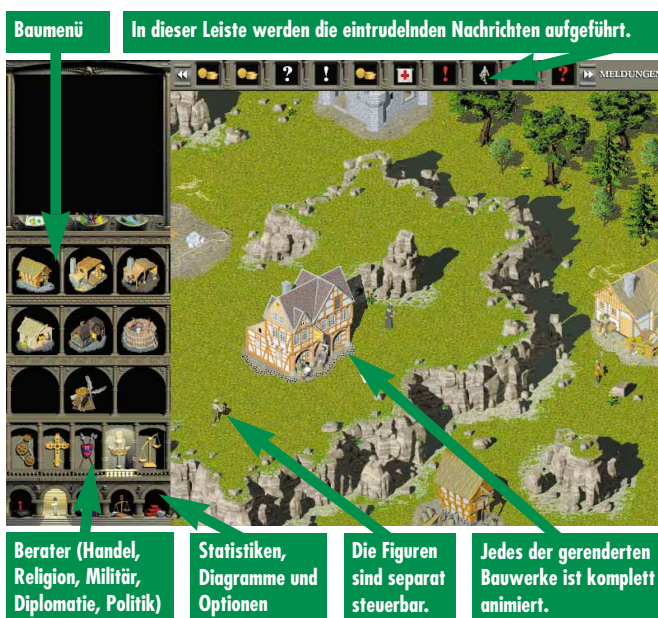 Baumenü
In dieser Leiste werden die eintrudelnden Nachrichten aufgeführt.
? ! ! ?
MELDUNGEN
Berater (Handel,
Religion, Militär,
Diplomatie, Politik)
Statistiken,
Diagramme und
Optionen
Die Figuren
sind separat
steuerbar.
Jedes der gerenderten
Bauwerke ist komplett
animiert.